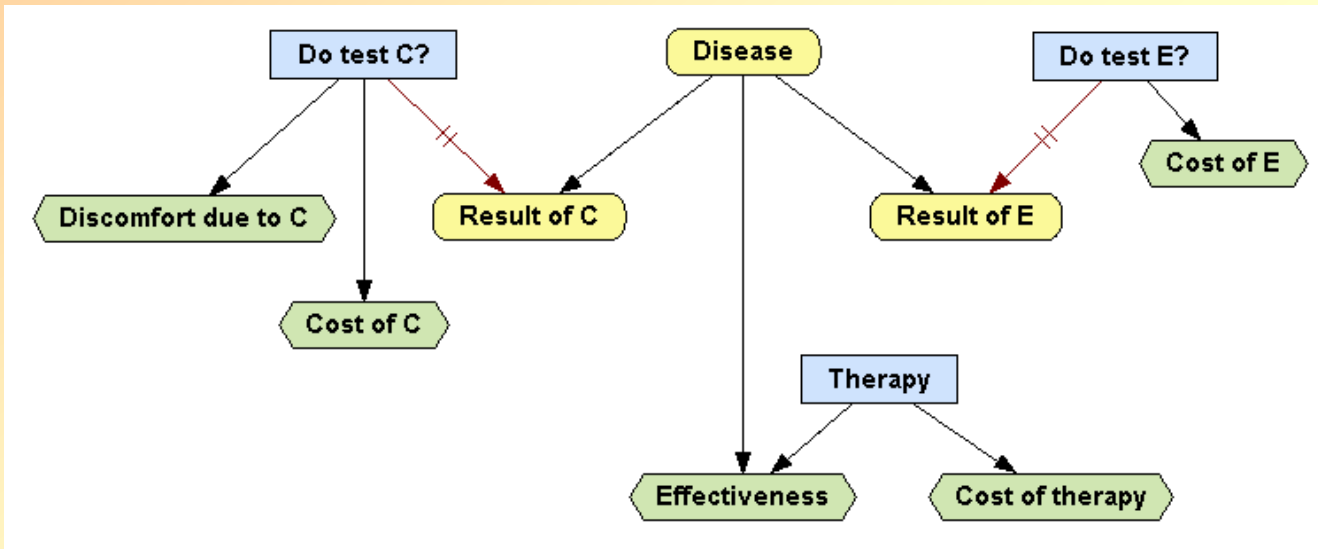 Do test C?
Disease
Do test E?
Cost of E
Discomfort due to C
Result of C
Result of E
Cost of C
Therapy
Effectiveness
Cost of therapy